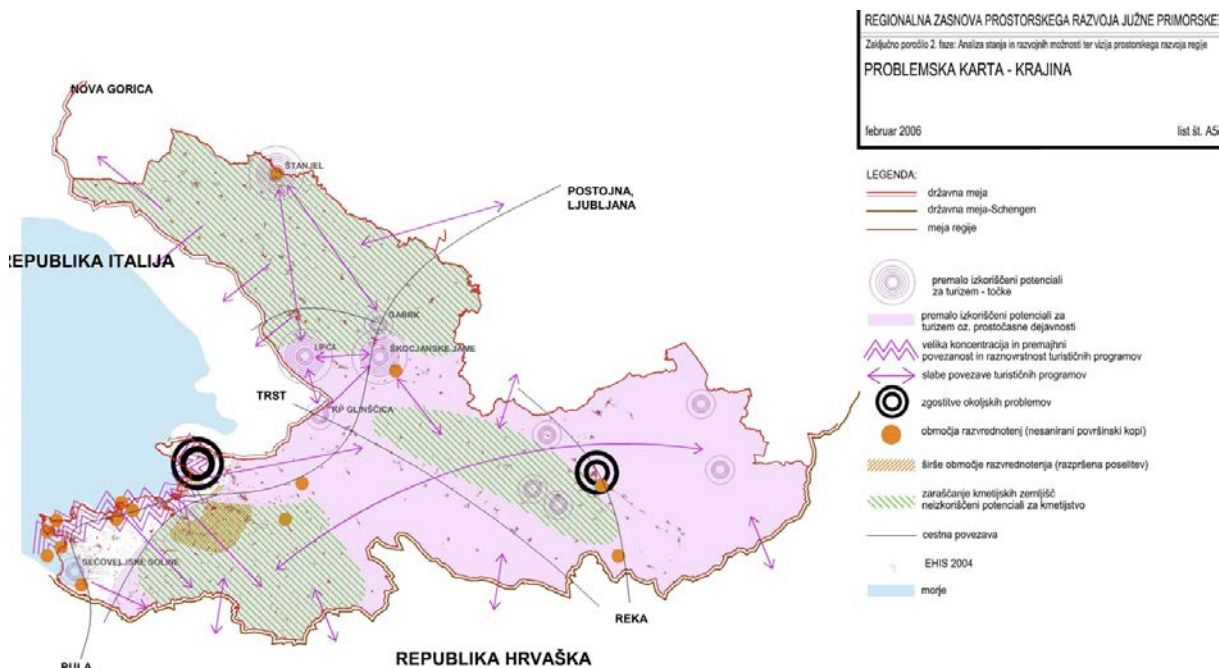 REGIONALNA ZASNOVA PROSTORSKEGA RAZVOJA JUŽNE PRIMORSKE
Zaključno poročilo 2. faze: Analiza stanja in razvojnih možnosti ter vizija prostorskega razvoja regije
PROBLEMSKA KARTA - KRAJINA
februar 2006
list št. A5
LEGENDA:
državna meja
državna meja-Schengen
meja regije
premalo izkoriščeni potenciali
za turizem - točke
premalo izkoriščeni potenciali za
turizem oz. prostočasne dejavnosti
velika koncentracija in premajhni
povezanost in raznovrstnost turističnih programov
slabe povezave turističnih programov
zgostitve okoljskih problemov
območja razvrednotenj (nesanirani površinski kopi)
širše območje razvrednotenja (razpršena poselitev)
zaraščanje kmetijskih zemljišč
neizkoriščeni potenciali za kmetijstvo
cestna povezava
EHIS 2004
morje
NOVA GORICA
ŠTANJEL
POSTOJNA,
LJUBLJANA
REPUBLIKA ITALIJA
GABRK
LIPICA
ŠKOCJANSKE JAME
TRST
KP GLINŠČICA
SEČOVELJSKE SOLINE
REKA
REPUBLIKA HRVAŠKA
PULA